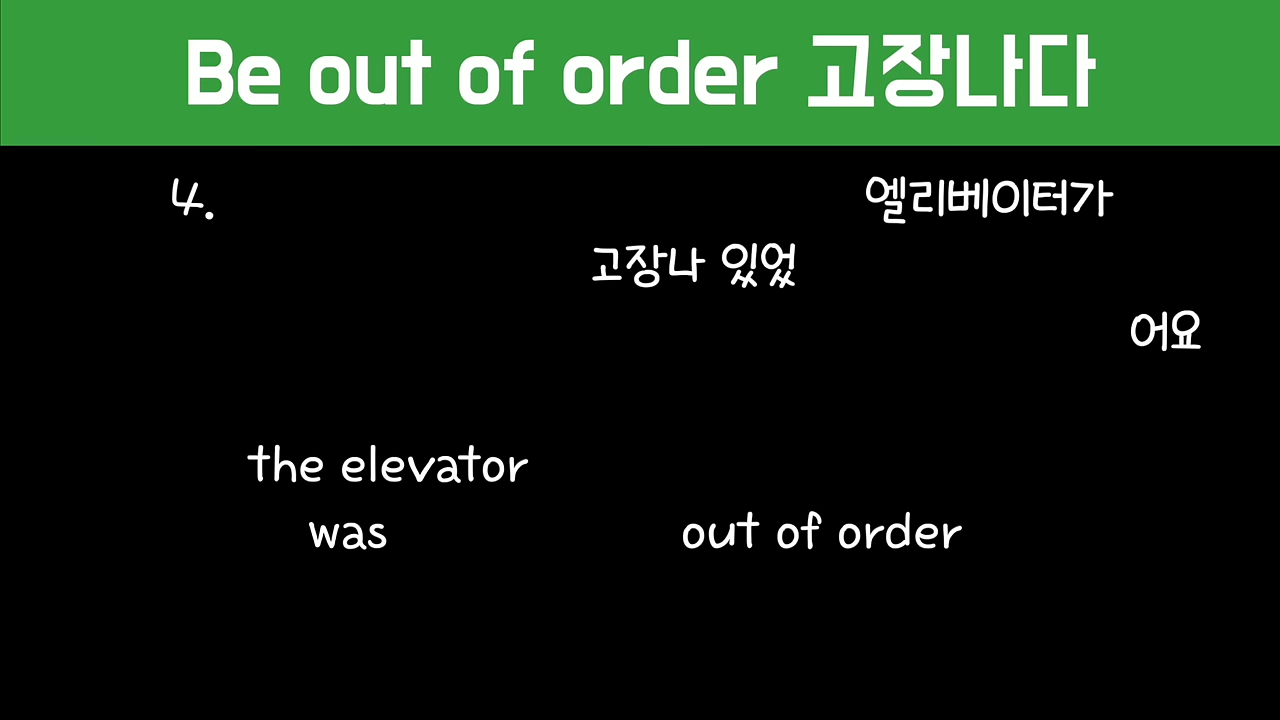 Be out of order 고장나다
4. 엘리베이터가
고장나 있었
어요
the elevator
was out of order